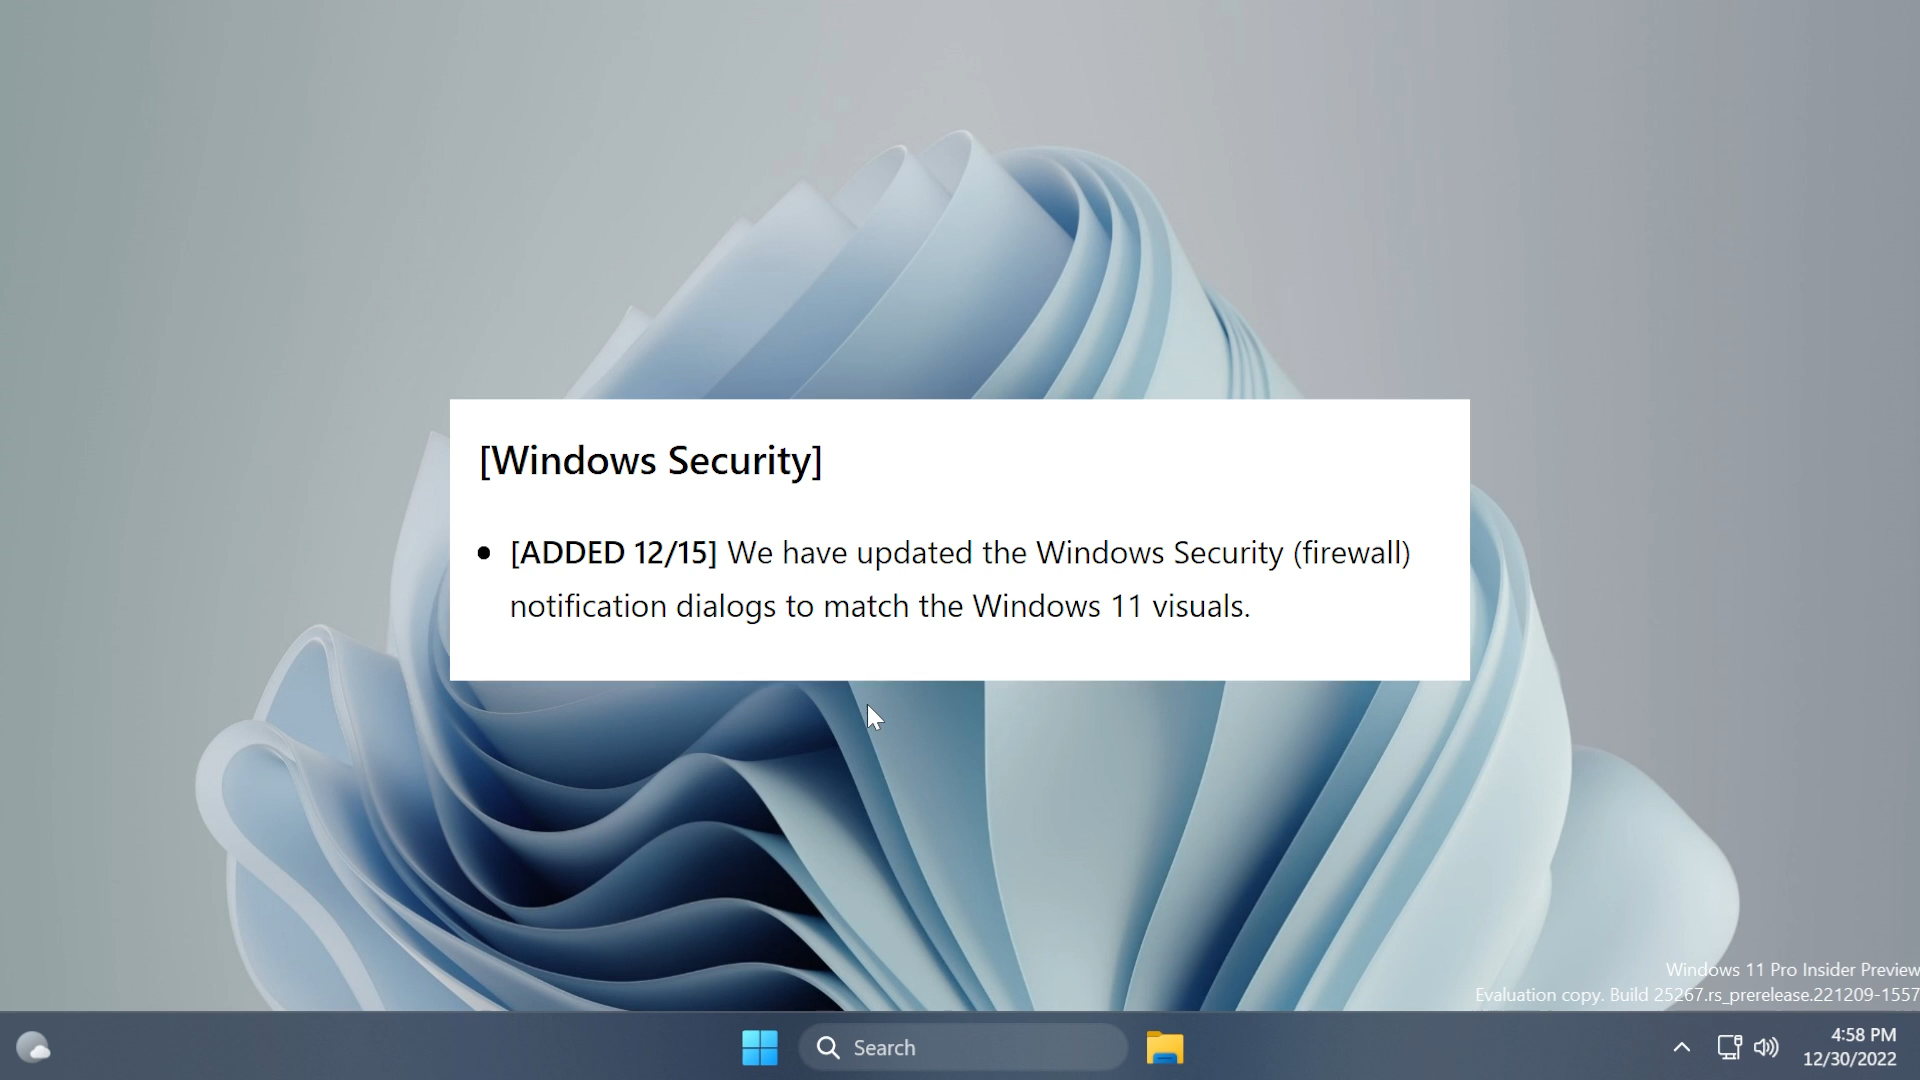 [Windows Security]
• [ADDED 12/15] We have updated the Windows Security (firewall)
notification dialogs to match the Windows 11 visuals.
Windows 11 Pro Insider Preview
Evaluation copy. Build 25267.rs_prerelease.221209-1557
Search
4:58 PM
12/30/2022